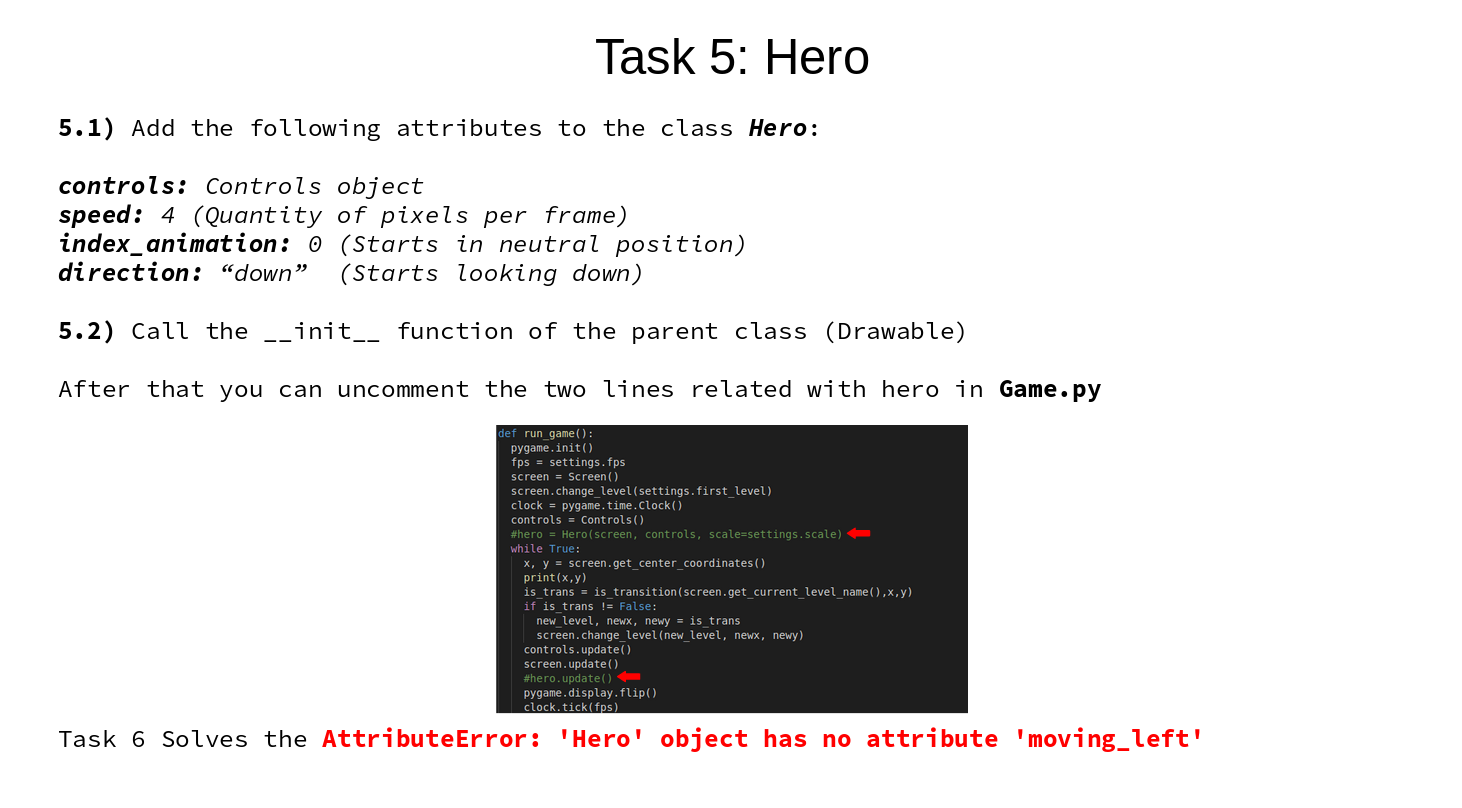 Task 5: Hero
5.1) Add the following attributes to the class Hero:
controls: Controls object
speed: 4 (Quantity of pixels per frame)
index_animation: 0 (Starts in neutral position)
direction: “down”  (Starts looking down)
5.2) Call the __init__ function of the parent class (Drawable)
After that you can uncomment the two lines related with hero in Game.py
def run_game():
pygame.init()
fps = settings.fps
screen = Screen()
screen.change_level(settings.first_level)
clock = pygame.time.Clock()
controls = Controls()
#hero = Hero(screen, controls, scale=settings.scale)
while True:
x, y = screen.get_center_coordinates()
print(x,y)
is_trans = is_transition(screen.get_current_level_name(),x,y)
if is_trans != False:
new_level, newx, newy = is_trans
screen.change_level(new_level, newx, newy)
controls.update()
screen.update()
#hero.update()
pygame.display.flip()
clock.tick(fps)
Task 6 Solves the AttributeError: 'Hero' object has no attribute 'moving_left'